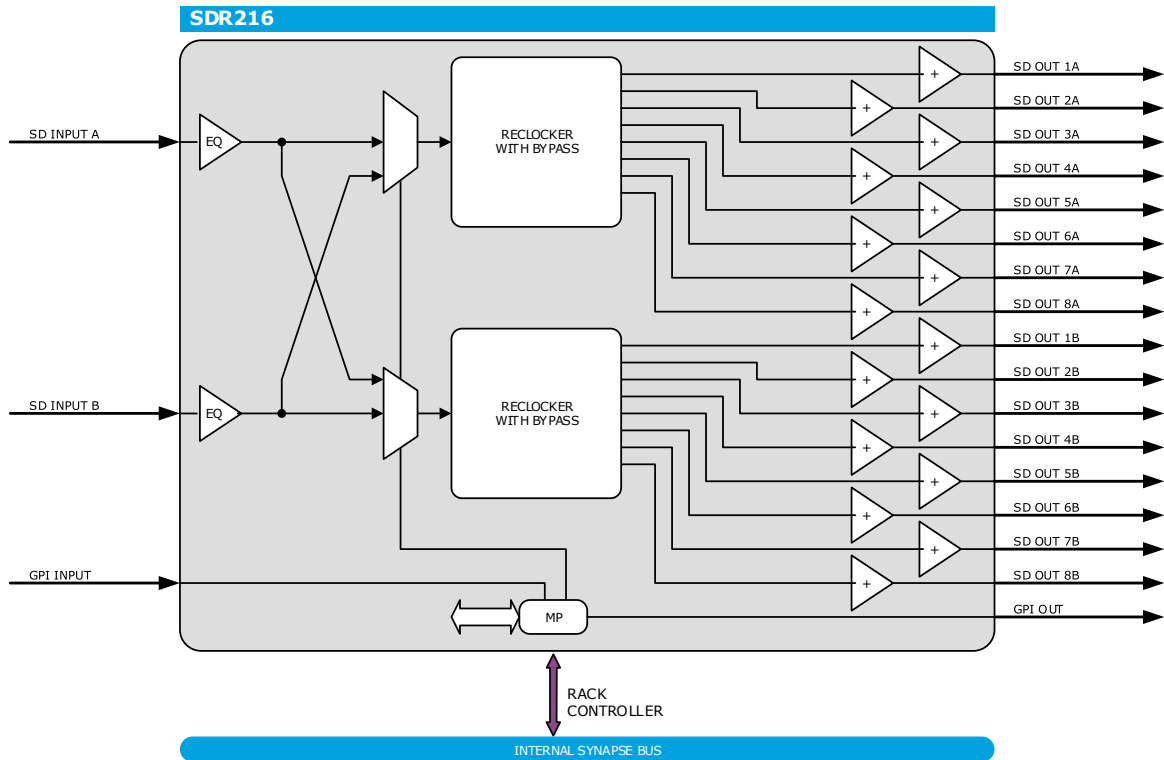 SDR216
SD INPUT A
EQ
RECLOCKER
WITH BYPASS
+
SD OUT 1A
+
SD OUT 2A
+
SD OUT 3A
+
SD OUT 4A
+
SD OUT 5A
+
SD OUT 6A
+
SD OUT 7A
+
SD OUT 8A
SD INPUT B
EQ
RECLOCKER
WITH BYPASS
+
SD OUT 1B
+
SD OUT 2B
+
SD OUT 3B
+
SD OUT 4B
+
SD OUT 5B
+
SD OUT 6B
+
SD OUT 7B
+
SD OUT 8B
GPI INPUT
MP
GPI OUT
RACK
CONTROLLER
INTERNAL SYNAPSE BUS